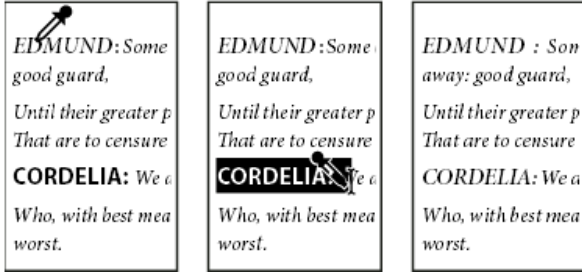 EDMUND: Some
good guard,
Until their greater p
That are to censure
CORDELIA: We a
Who, with best mea
worst.
EDMUND: Some
good guard,
Until their greater p
That are to censure
CORDELIA: We a
Who, with best mea
worst.
EDMUND : Som
away: good guard,
Until their greater p
That are to censure
CORDELIA: We a
Who, with best mea
worst.